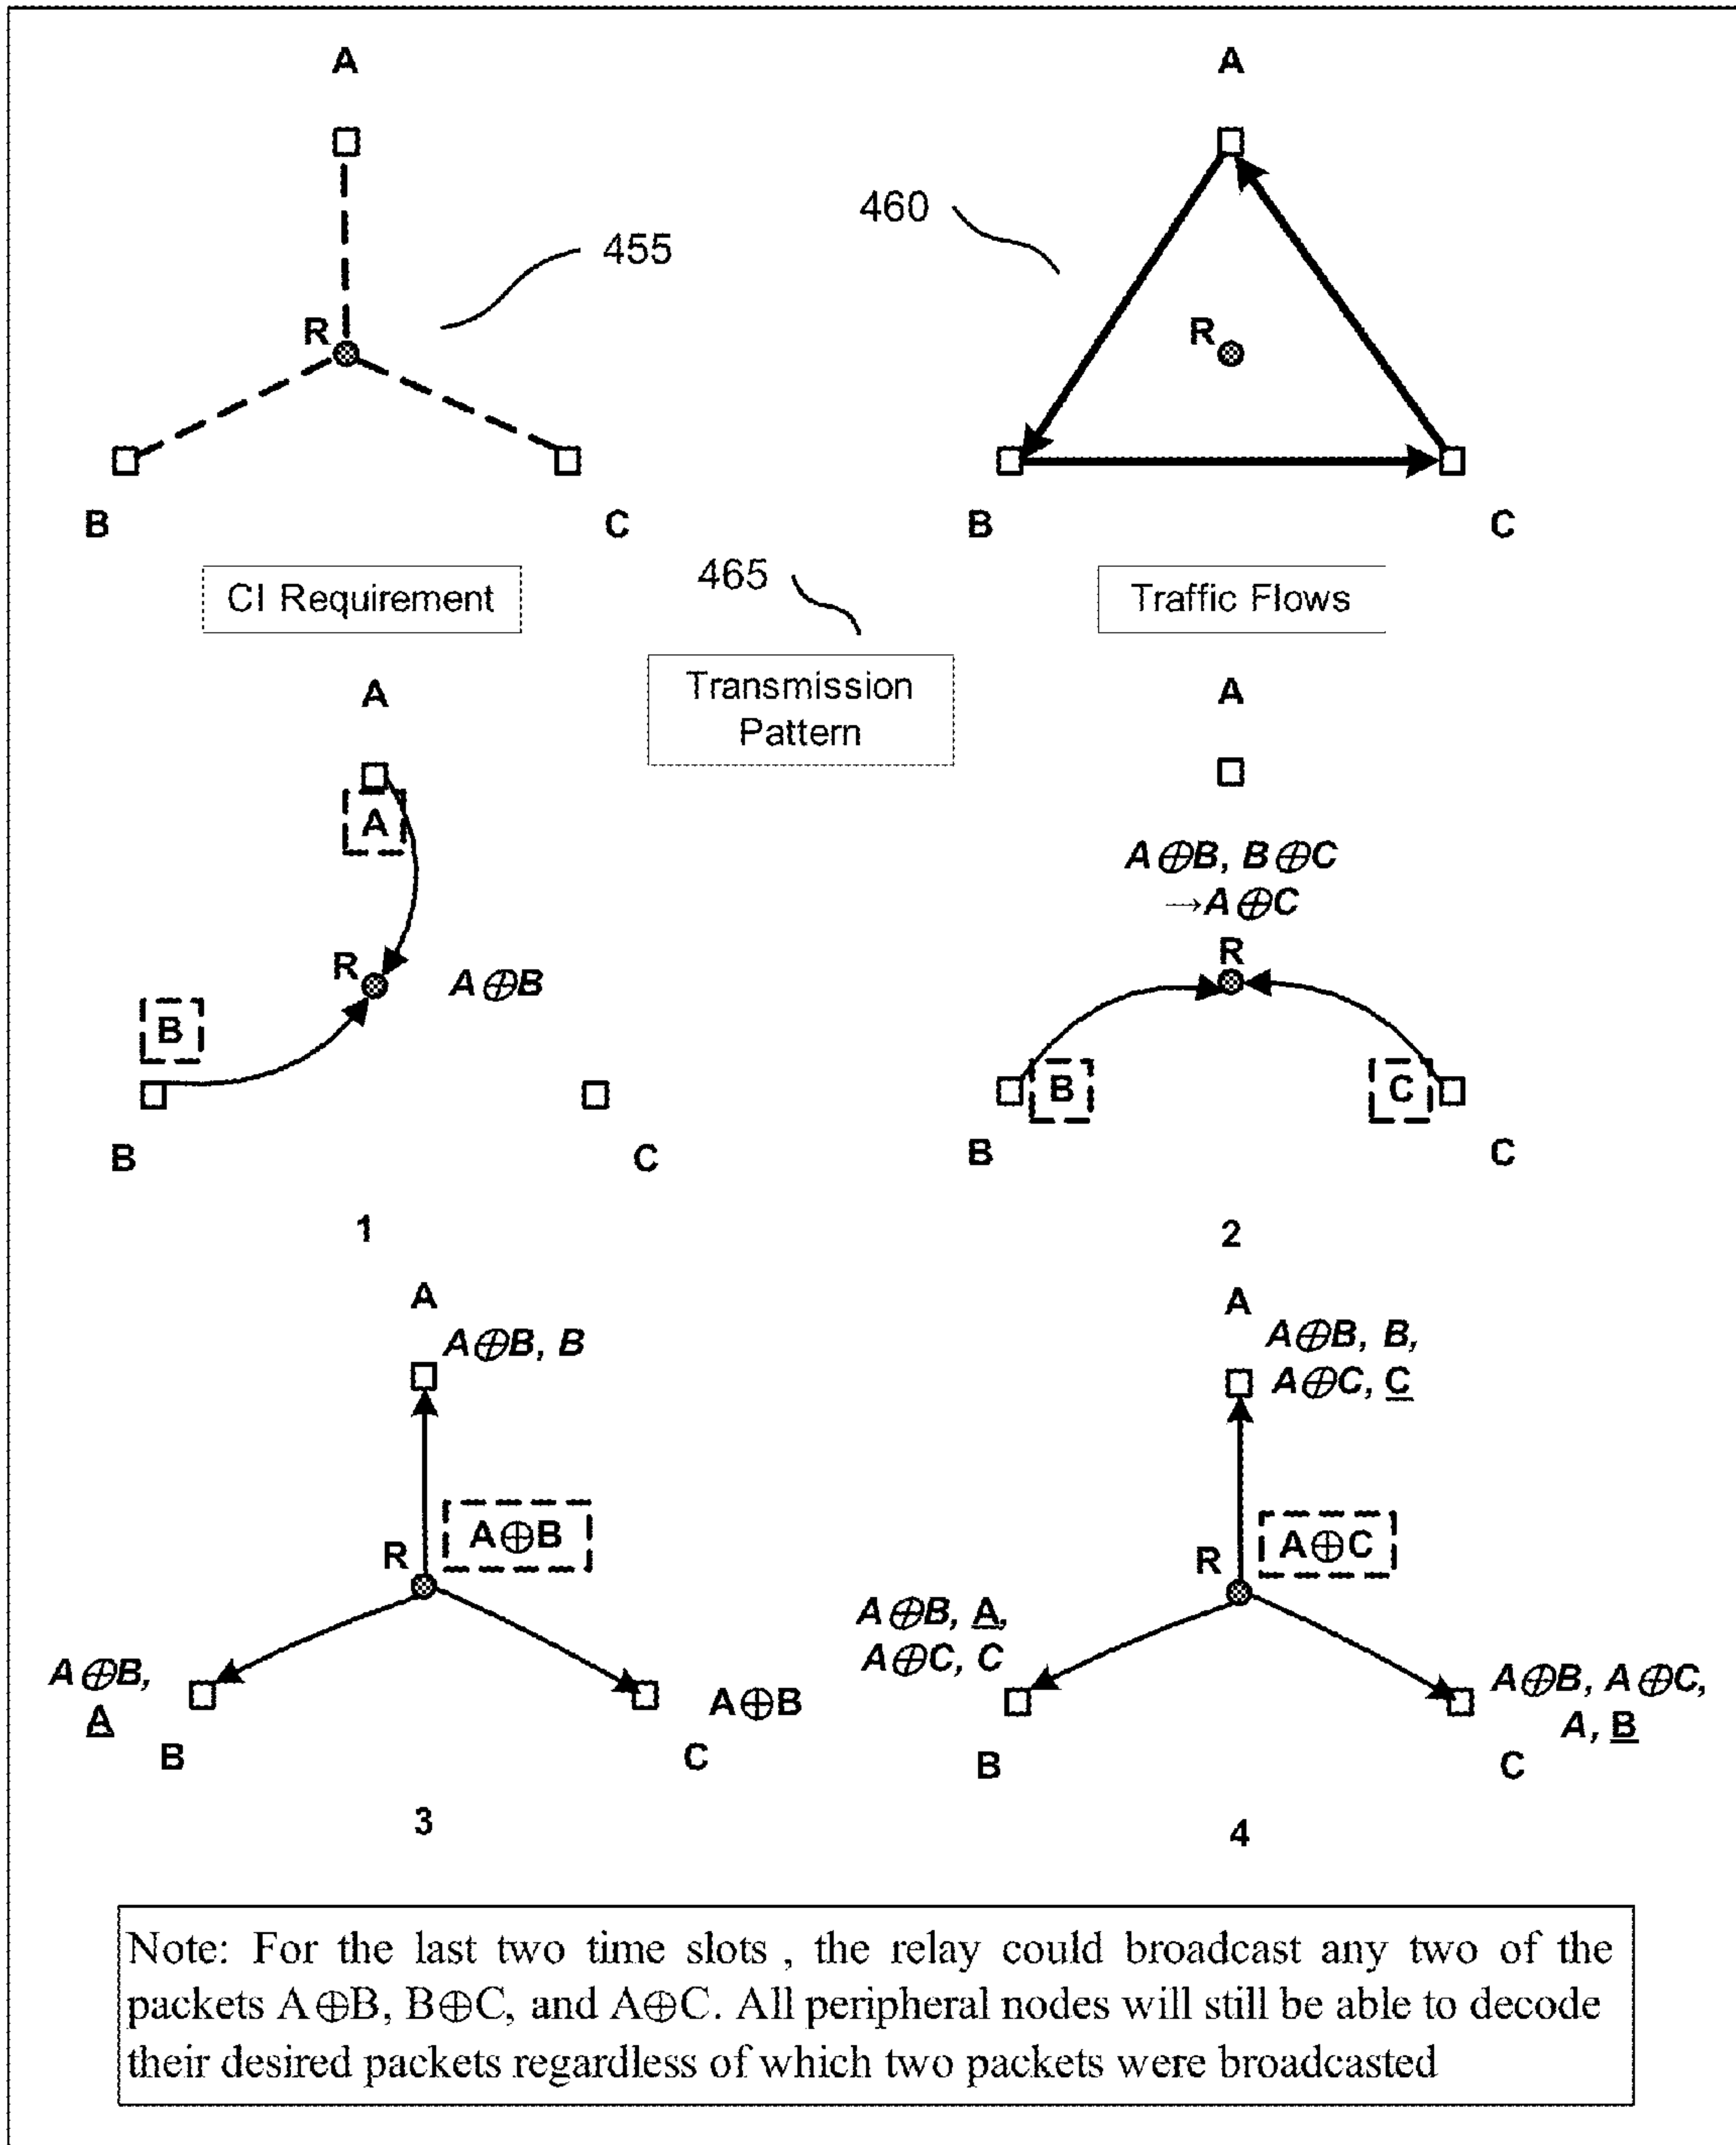 A
A
460
455
R
R
B
C
B
C
465
CI Requirement
Traffic Flows
Transmission
Pattern
A
A
A
A⊕B, B⊕C
→A⊕C
R
R
A⊕B
B
B
C
B
C
B
C
1
2
A
A
A⊕B, B
A⊕B, B,
A⊕C, C
A⊕B
A⊕C
R
R
A⊕B, A,
A⊕C, C
A⊕B,
A
A⊕B
A⊕B, A⊕C,
A, B
B
C
B
C
3
4
Note: For the last two time slots , the relay could broadcast any two of the
packets A⊕B, B⊕C, and A⊕C. All peripheral nodes will still be able to decode
their desired packets regardless of which two packets were broadcasted